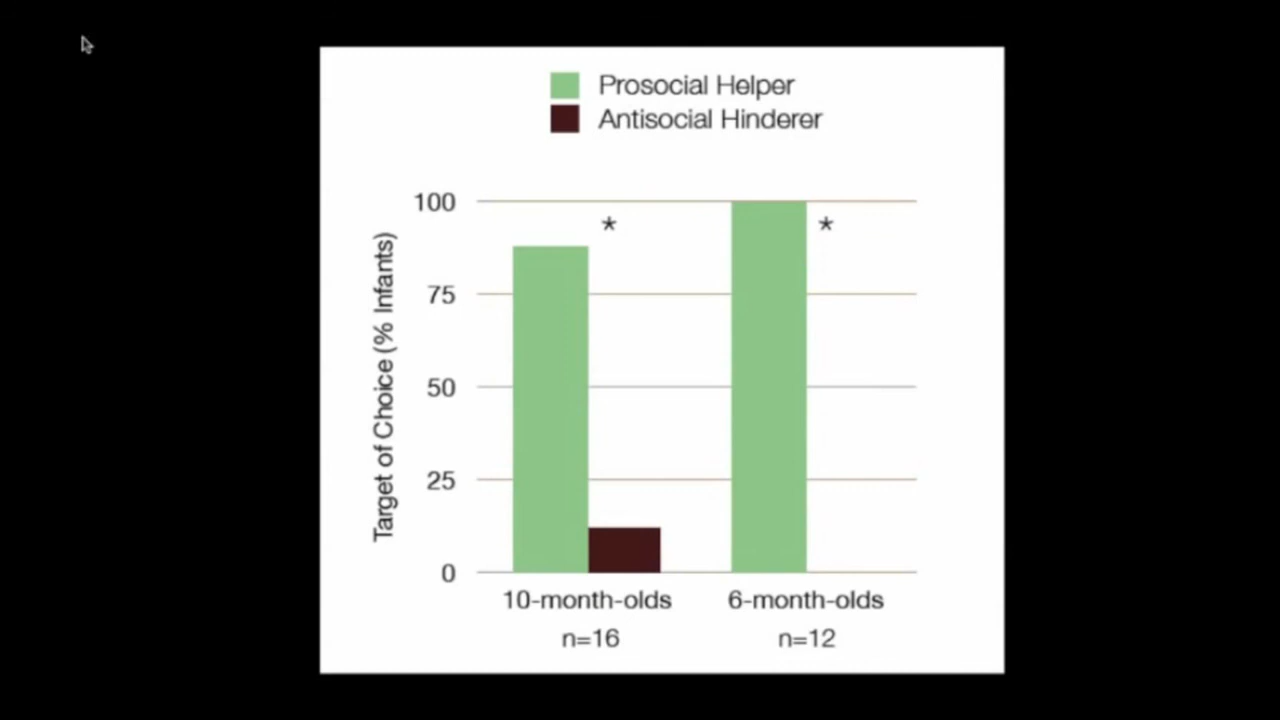 Prosocial Helper
Antisocial Hinderer
100
75
50
25
0
Target of Choice (% Infants)
*
*
10-month-olds
6-month-olds
n=16
n=12